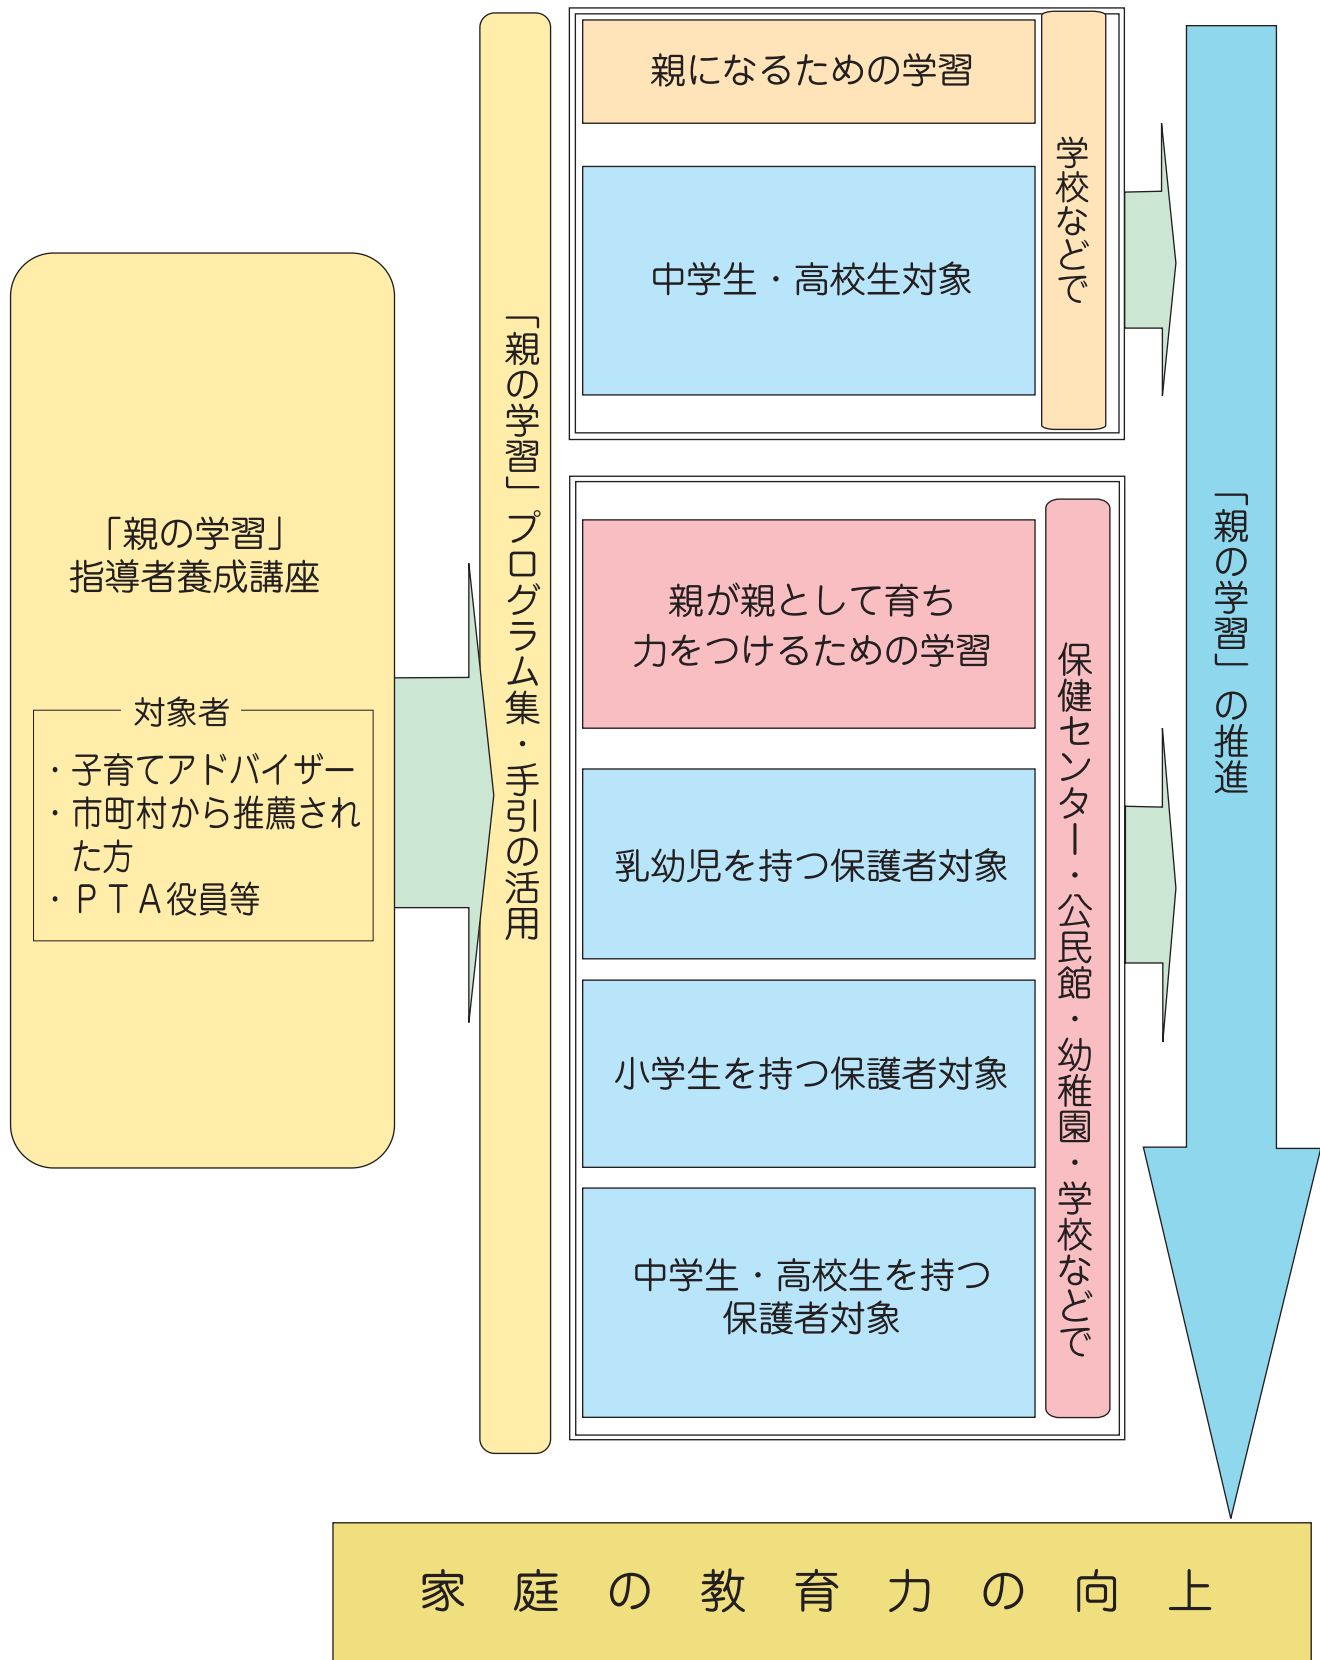 「親の学習」
指導者養成講座
対象者
・子育てアドバイザー
・市町村から推薦され
た方
・ＰＴＡ役員等
「親の学習」プログラム集・手引の活用
親になるための学習
中学生・高校生対象
学校などで
親が親として育ち
力をつけるための学習
乳幼児を持つ保護者対象
小学生を持つ保護者対象
中学生・高校生を持つ
保護者対象
保健センター・公民館・幼稚園・学校などで
「親の学習」の推進
家庭の教育力の向上